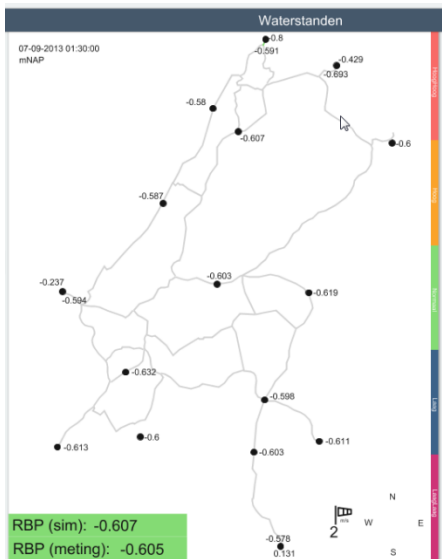 Waterstanden
07-09-2013 01:30:00
mNAP
-0.8
-0.591
-0.429
-0.693
-0.58
-0.607
-0.6
-0.587
-0.603
-0.237
-0.594
-0.619
-0.632
-0.598
-0.6
-0.611
-0.613
-0.603
2
m/s
N
W
E
S
-0.578
0.131
RBP (sim): -0.607
RBP (meting): -0.605
Hoog
Normaal
Laag